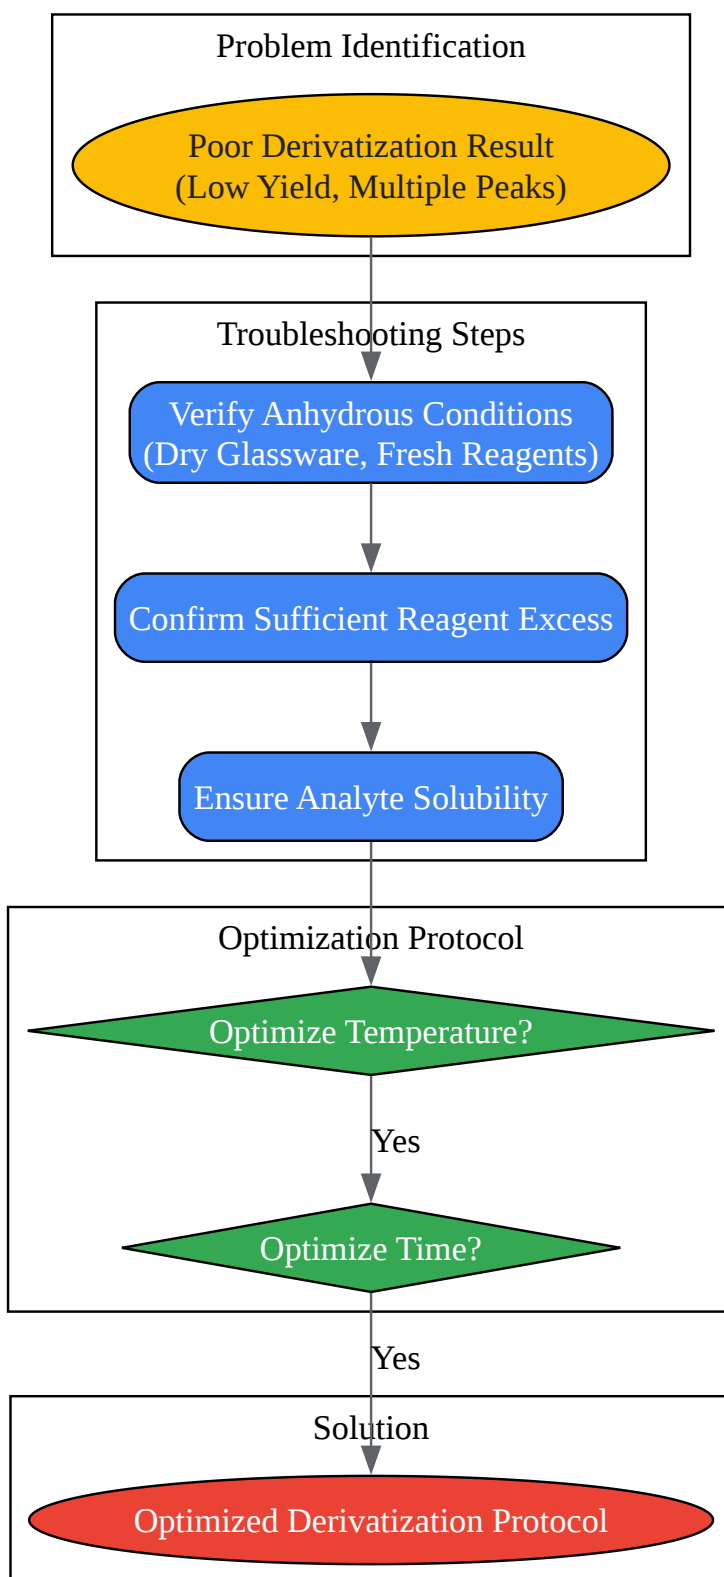 Problem Identification
Poor Derivatization Result
(Low Yield, Multiple Peaks)
Troubleshooting Steps
Verify Anhydrous Conditions
(Dry Glassware, Fresh Reagents)
Confirm Sufficient Reagent Excess
Ensure Analyte Solubility
Optimization Protocol
Optimize Temperature?
Yes
Optimize Time?
Yes
Solution
Optimized Derivatization Protocol